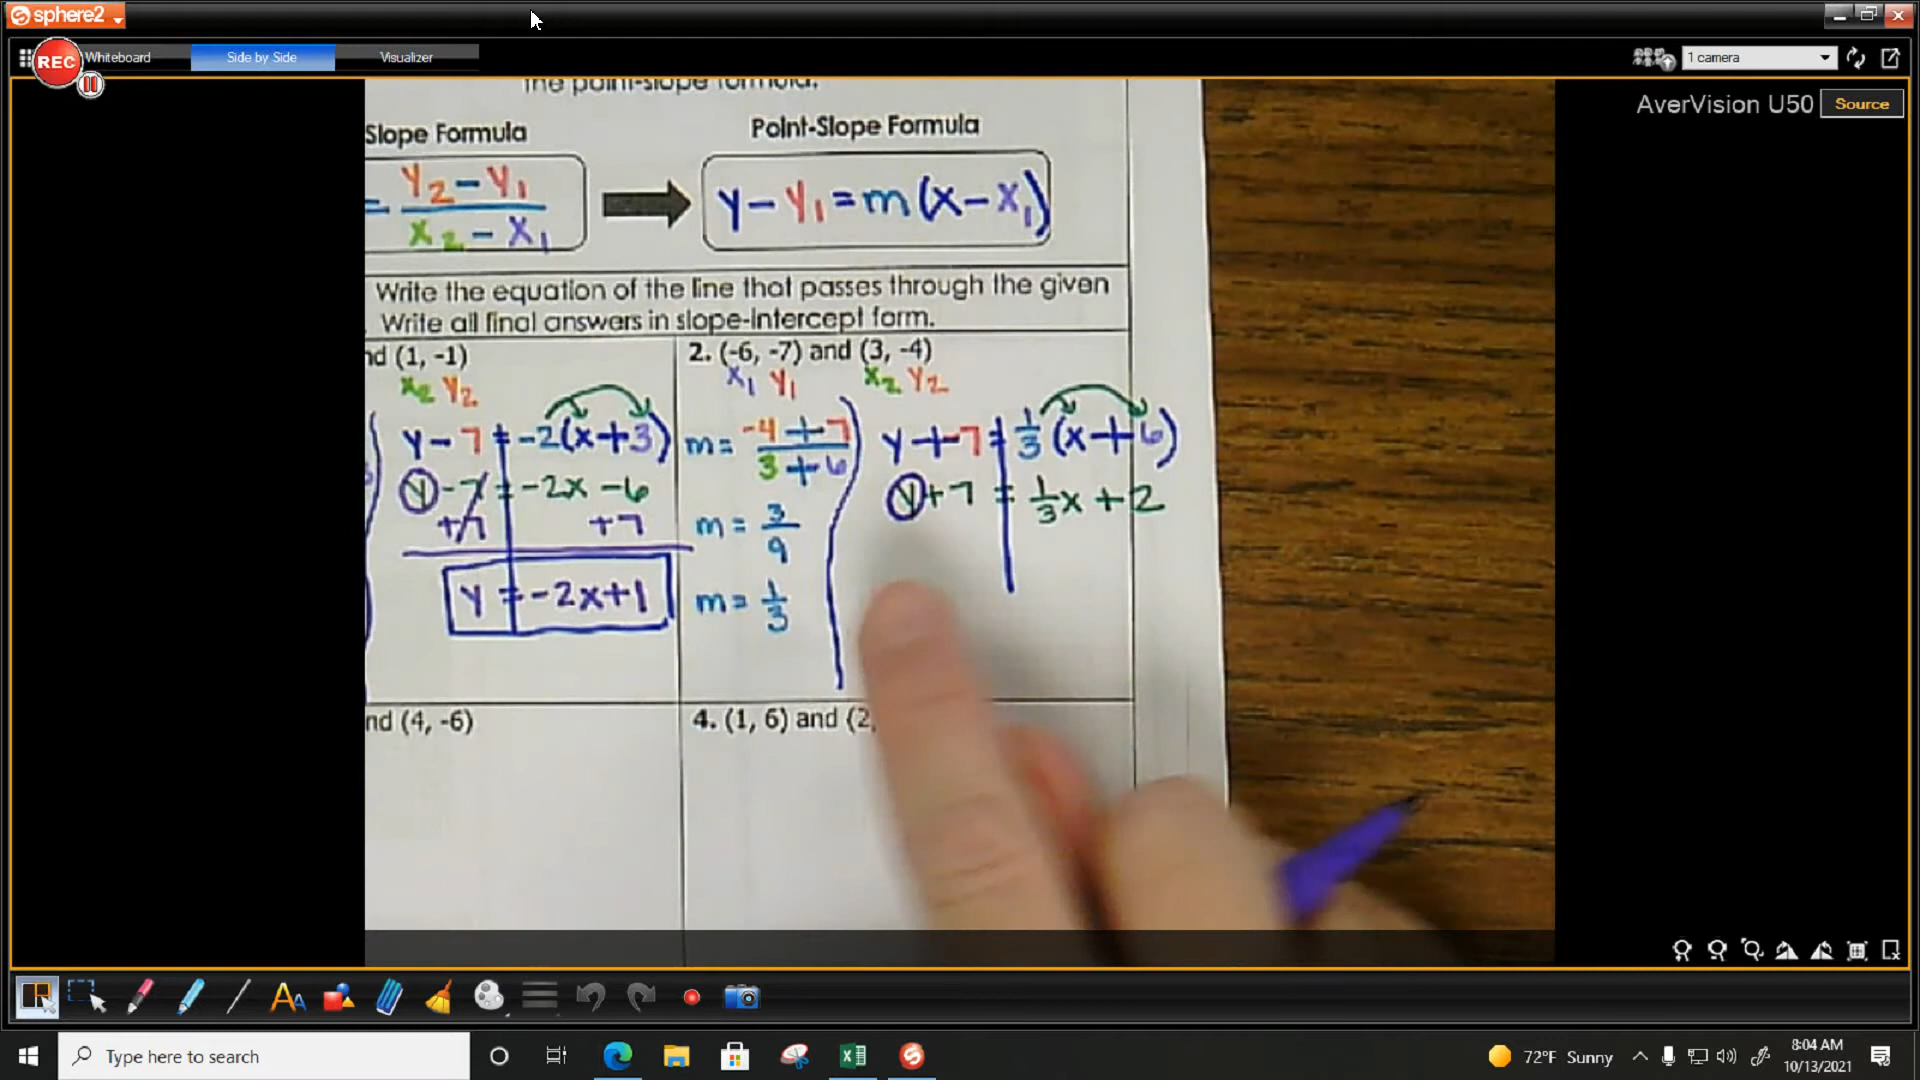 sphere2
REC
Whiteboard
Side by Side
Visualizer
1 camera
AverVision U50
Source
the point-slope formula.
Slope Formula
Point-Slope Formula
= Y2 - Y1
X2 - X1
y - y1 = m(x - x1)
Write the equation of the line that passes through the given
Write all final answers in slope-intercept form.
nd (1, -1)
X2 Y2
y - 7 = -2(x + 3)
y - 7 = -2x - 6
+7 +7
y = -2x + 1
2. (-6, -7) and (3, -4)
X1 Y1 X2 Y2
m = -4 + 7
3 + 6
m = 3
9
m = 1
3
y + 7 = 1/3 (x + 6)
y + 7 = 1/3 x + 2
nd (4, -6)
4. (1, 6) and (2,
Type here to search
72°F Sunny
8:04 AM
10/13/2021